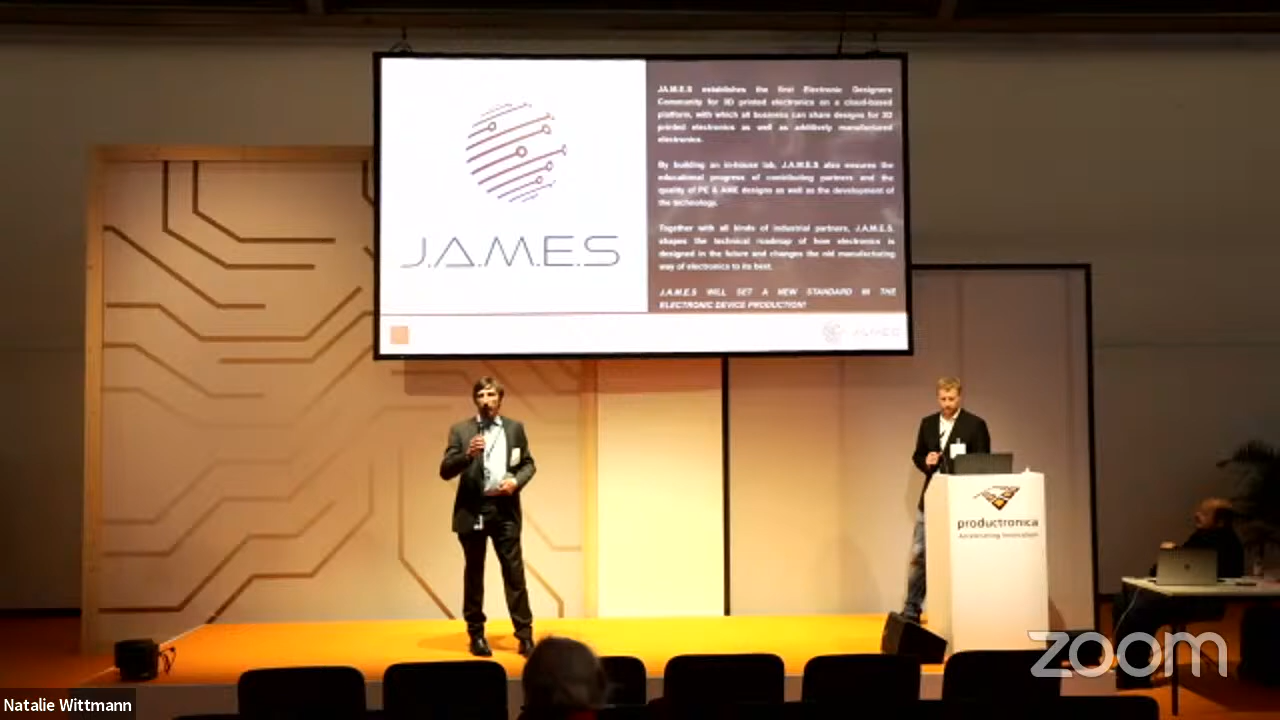 J.A.M.E.S
J.A.M.E.S establishes the first Electronic Designers
Community for 3D printed electronics on a cloud-based
platform, with which all business can share designs for 3D
printed electronics as well as additively manufactured
electronics.
By building an in-house lab, J.A.M.E.S also ensures the
educational progress of contributing partners and the
quality of PE & AME designs as well as the development of
the technology.
Together with all kinds of industrial partners, J.A.M.E.S.
shapes the technical roadmap of how electronics is
designed in the future and changes the old manufacturing
way of electronics to its best.
J.A.M.E.S WILL SET A NEW STANDARD IN THE
ELECTRONIC DEVICE PRODUCTION!
J.A.M.E.S
productronica
Accelerating Innovation
zoom
Natalie Wittmann